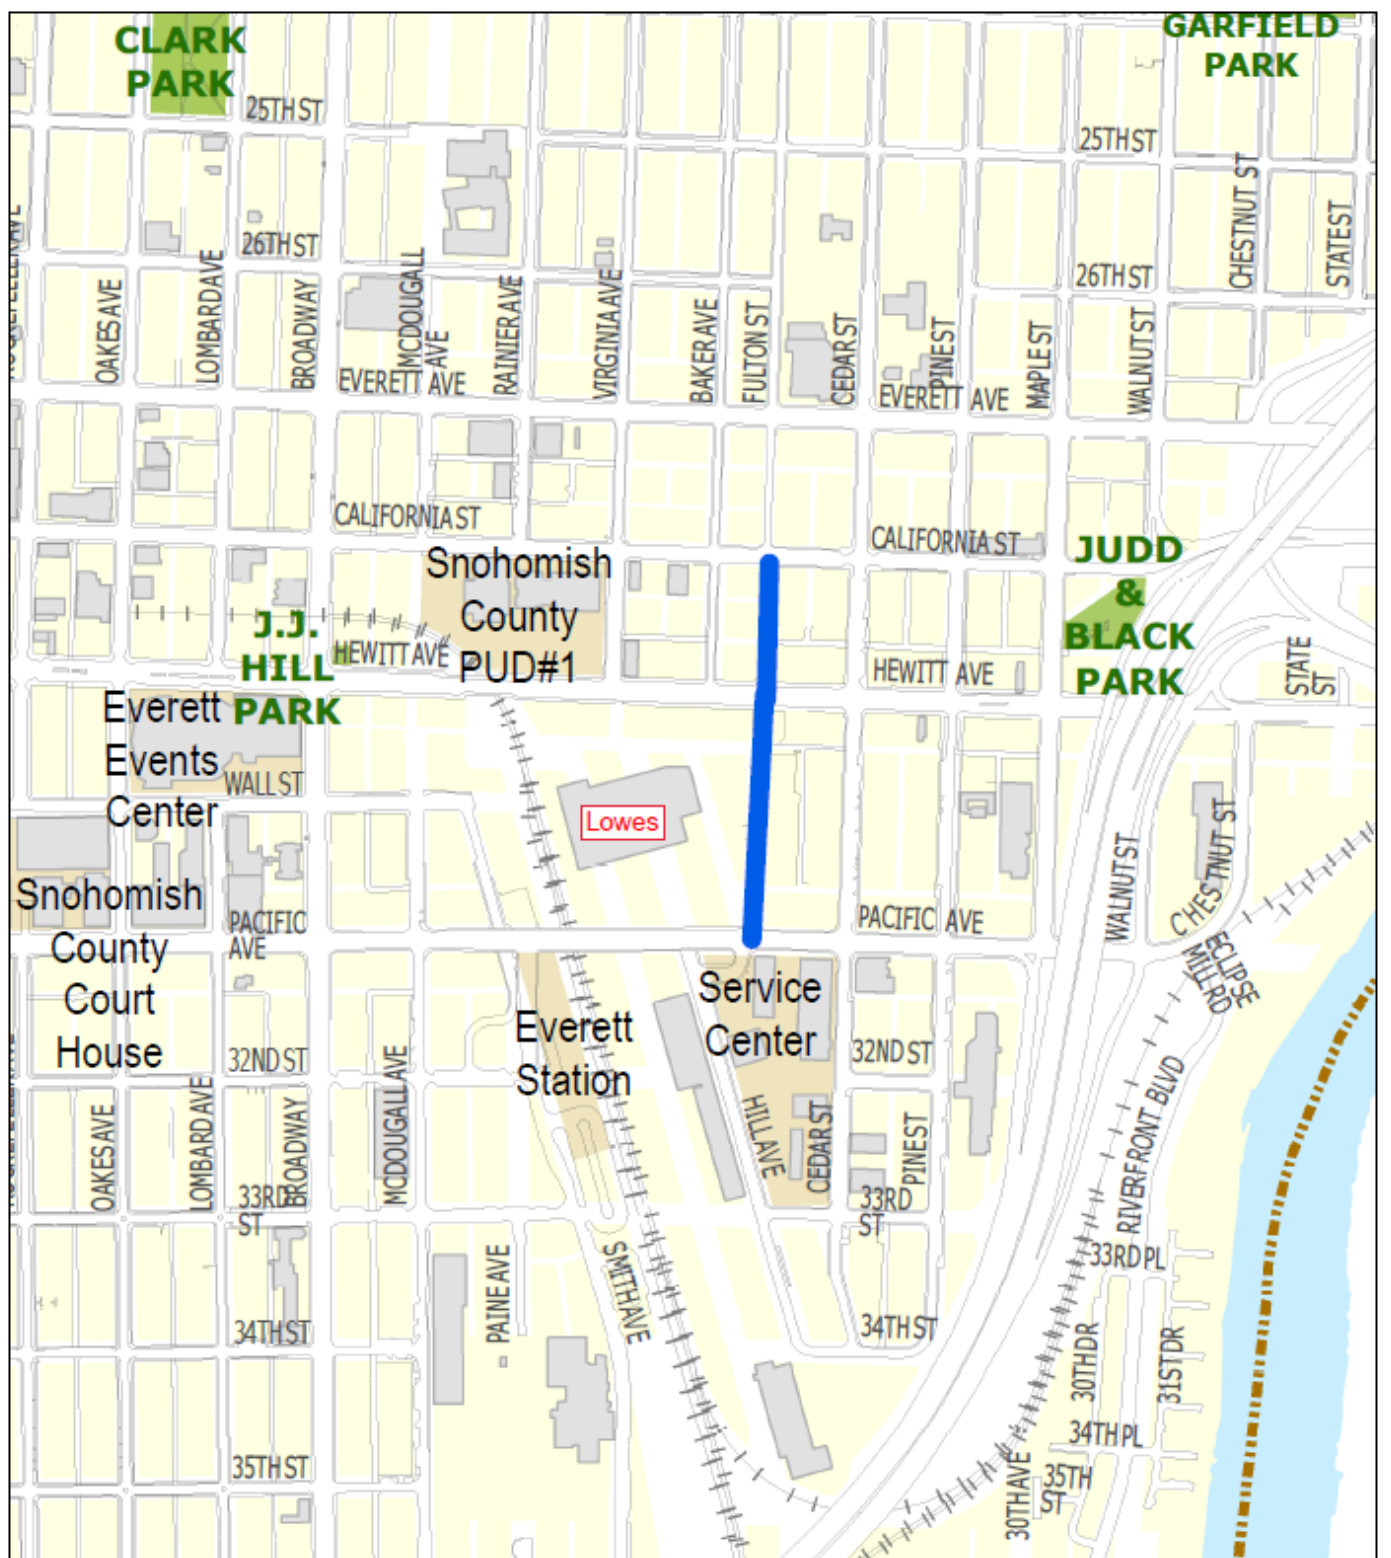 CLARK
PARK
GARFIELD
PARK
25TH ST
25TH ST
26TH ST
26TH ST
OAKES AVE
LOMBARD AVE
BROADWAY
MCDOUGALL
AVE
RAINIER AVE
VIRGINIA AVE
BAKER AVE
FULTON ST
CEDAR ST
PINE ST
MAPLE ST
WALNUT ST
CHESTNUT ST
STATE ST
EVERETT AVE
EVERETT AVE
CALIFORNIA ST
CALIFORNIA ST
Snohomish
County
PUD#1
JUDD
&
BLACK
PARK
J.J.
HILL
PARK
HEWITT AVE
HEWITT AVE
STATE
ST
Everett
Events
Center
WALL ST
Lowes
WALNUT ST
CHESTNUT ST
Snohomish
County
Court
House
PACIFIC
AVE
PACIFIC AVE
ECLIPSE
MILL RD
Service
Center
Everett
Station
32ND ST
32ND ST
OAKES AVE
LOMBARD AVE
BROADWAY
MCDOUGALL AVE
HILL AVE
CEDAR ST
PINE ST
RIVERFRONT BLVD
33RD
ST
33RD
ST
33RD PL
PAINE AVE
SMITH AVE
34TH ST
34TH ST
30TH DR
31ST DR
34TH PL
35TH ST
30TH AVE
35TH
ST